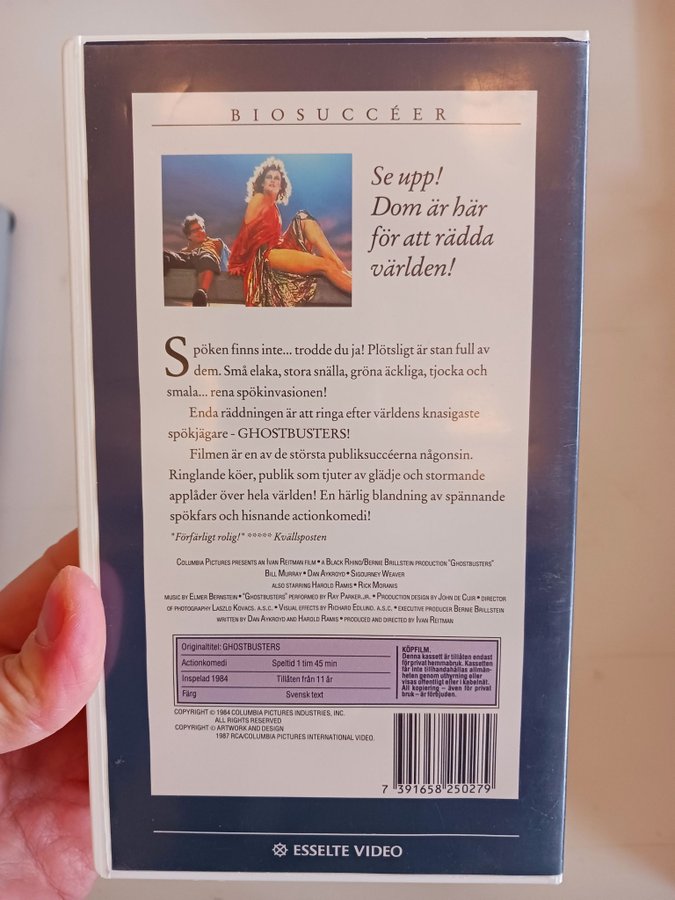 BIOSUCCÉER
Se upp!
Dom är här
för att rädda
världen!
Spöken finns inte... trodde du ja! Plötsligt är stan full av
dem. Små elaka, stora snälla, gröna äckliga, tjocka och
smala... rena spökinvasionen!
Enda räddningen är att ringa efter världens knasigaste
spökjägare - GHOSTBUSTERS!
Filmen är en av de största publiksuccéerna någonsin.
Ringlande köer, publik som tjuter av glädje och stormande
applåder över hela världen! En härlig blandning av spännande
spökfars och hisnande actionkomedi!
"Förfärligt rolig!" ***** Kvällsposten
COLUMBIA PICTURES PRESENTS AN IVAN REITMAN FILM • A BLACK RHINO/BERNIE BRILLSTEIN PRODUCTION "GHOSTBUSTERS"
BILL MURRAY • DAN AYKROYD • SIGOURNEY WEAVER
ALSO STARRING HAROLD RAMIS • RICK MORANIS
MUSIC BY ELMER BERNSTEIN • "GHOSTBUSTERS" PERFORMED BY RAY PARKER, JR. • PRODUCTION DESIGN BY JOHN DE CUIR • DIRECTOR
OF PHOTOGRAPHY LASZLO KOVACS. A.S.C. • VISUAL EFFECTS BY RICHARD EDLUND. A.S.C. • EXECUTIVE PRODUCER BERNIE BRILLSTEIN
WRITTEN BY DAN AYKROYD AND HAROLD RAMIS • PRODUCED AND DIRECTED BY IVAN REITMAN
Originaltitel: GHOSTBUSTERS
Actionkomedi Speltid 1 tim 45 min
Inspelad 1984 Tillåten från 11 år
Färg Svensk text
KÖPFILM.
Denna kassett är tillåten endast
för privat hemmabruk. Kassetten
får inte tillhandahållas allmän-
heten genom uthyrning eller
visas offentligt eller i kabelnät.
All kopiering – även för privat
bruk – är förbjuden.
COPYRIGHT © 1984 COLUMBIA PICTURES INDUSTRIES, INC.
ALL RIGHTS RESERVED
COPYRIGHT © ARTWORK AND DESIGN
1987 RCA/COLUMBIA PICTURES INTERNATIONAL VIDEO.
7 391658 250279
ESSELTE VIDEO